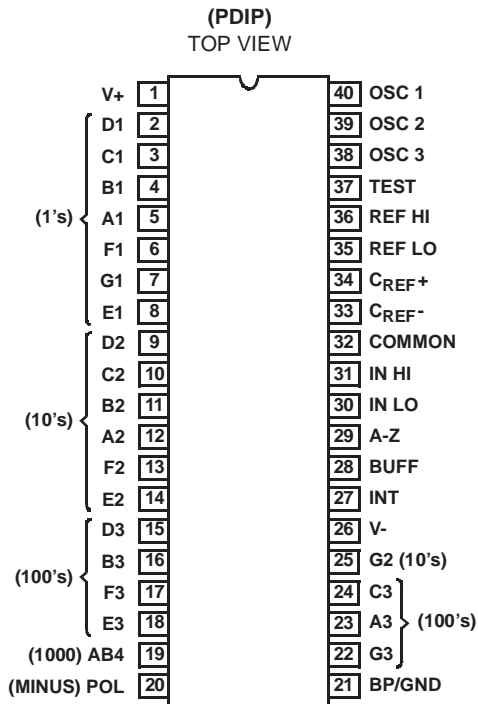 (PDIP)
TOP VIEW
V+ 1 40 OSC 1
D1 2 39 OSC 2
C1 3 38 OSC 3
B1 4 37 TEST
(1's) A1 5 36 REF HI
F1 6 35 REF LO
G1 7 34 CREF+
E1 8 33 CREF-
D2 9 32 COMMON
C2 10 31 IN HI
(10's) B2 11 30 IN LO
A2 12 29 A-Z
F2 13 28 BUFF
E2 14 27 INT
D3 15 26 V-
B3 16 25 G2 (10's)
(100's) F3 17 24 C3
E3 18 23 A3 (100's)
(1000) AB4 19 22 G3
(MINUS) POL 20 21 BP/GND